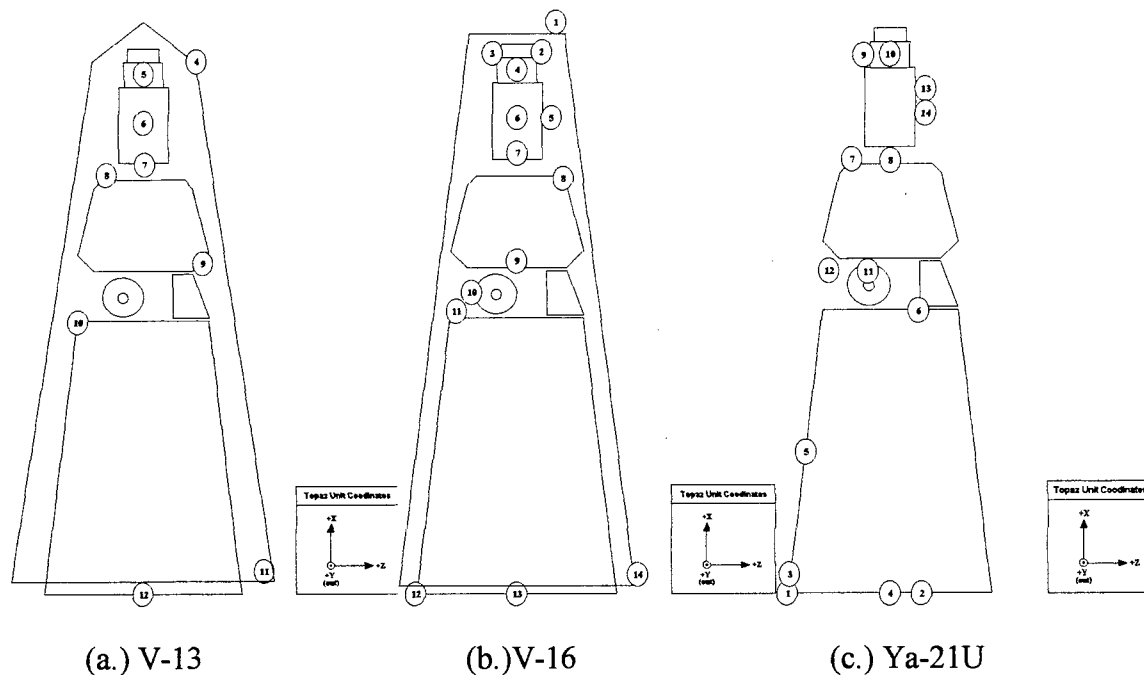 1
4
3
2
9
10
5
4
13
6
6
5
14
7
7
7
8
8
8
9
9
12
11
10
6
10
11
5
Topaz Unit Coordinates
Topaz Unit Coordinates
Topaz Unit Coordinates
+X
+X
+X
+Z
+Z
+Z
+Y
(out)
+Y
(out)
+Y
(out)
11
14
3
12
12
13
1
4
2
(a.) V-13
(b.)V-16
(c.) Ya-21U